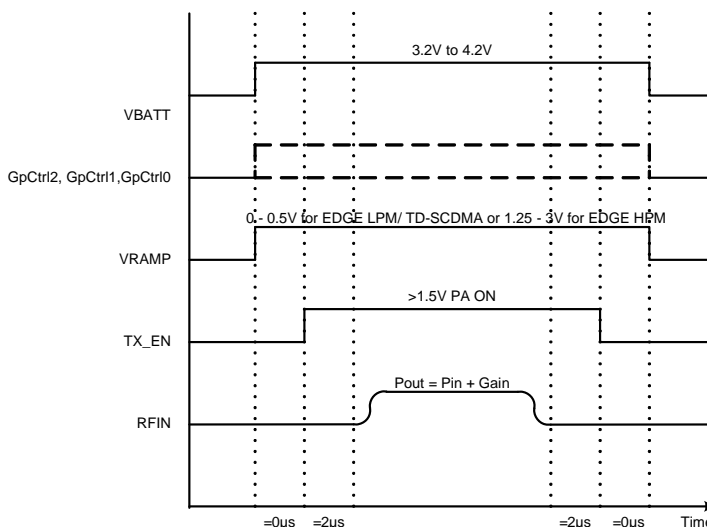 3.2V to 4.2V
VBATT
GpCtrl2, GpCtrl1,GpCtrl0
0 - 0.5V for EDGE LPM/ TD-SCDMA or 1.25 - 3V for EDGE HPM
VRAMP
>1.5V PA ON
TX_EN
Pout = Pin + Gain
RFIN
=0us =2us =2us =0us Time